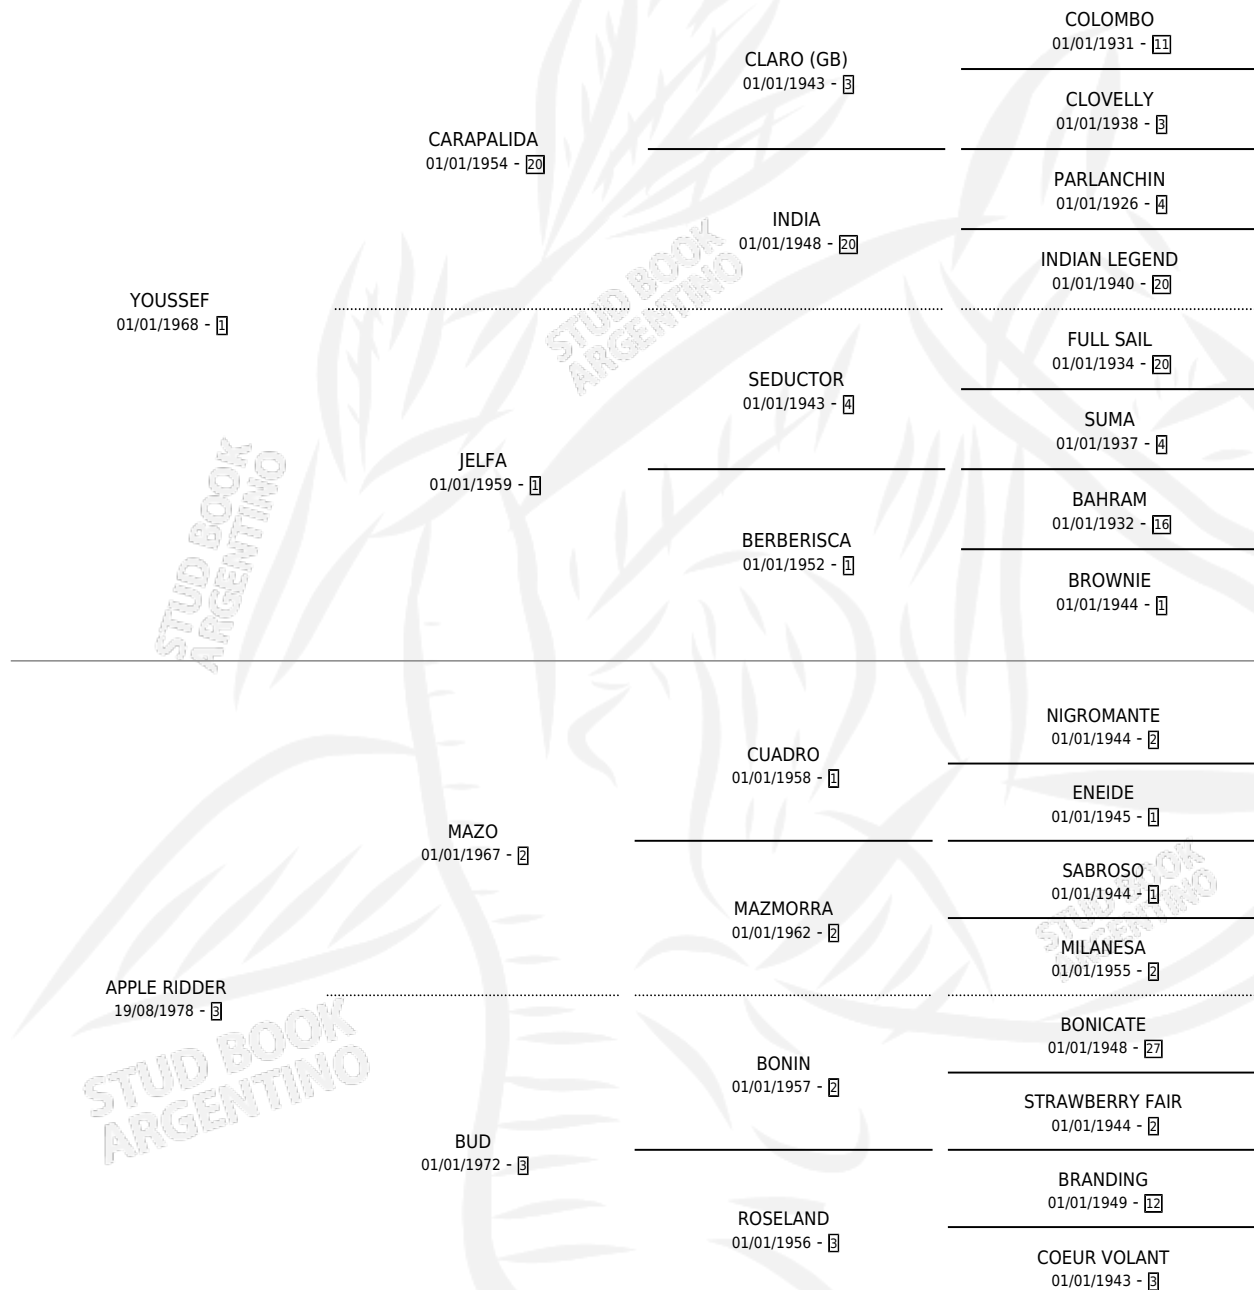 YOUSSEF
01/01/1968 - 1
CARAPALIDA
01/01/1954 - 20
JELFA
01/01/1959 - 1
CLARO (GB)
01/01/1943 - 3
INDIA
01/01/1948 - 20
SEDUCTOR
01/01/1943 - 4
BERBERISCA
01/01/1952 - 1
COLOMBO
01/01/1931 - 11
CLOVELLY
01/01/1938 - 3
PARLANCHIN
01/01/1926 - 4
INDIAN LEGEND
01/01/1940 - 20
FULL SAIL
01/01/1934 - 20
SUMA
01/01/1937 - 4
BAHRAM
01/01/1932 - 16
BROWNIE
01/01/1944 - 1
STUD BOOK
ARGENTINO
STUD BOOK
ARGENTINO
APPLE RIDDER
19/08/1978 - 3
MAZO
01/01/1967 - 2
BUD
01/01/1972 - 3
CUADRO
01/01/1958 - 1
MAZMORRA
01/01/1962 - 2
BONIN
01/01/1957 - 2
ROSELAND
01/01/1956 - 3
NIGROMANTE
01/01/1944 - 2
ENEIDE
01/01/1945 - 1
SABROSO
01/01/1944 - 1
MILANESA
01/01/1955 - 2
BONICATE
01/01/1948 - 27
STRAWBERRY FAIR
01/01/1944 - 2
BRANDING
01/01/1949 - 12
COEUR VOLANT
01/01/1943 - 3
STUD BOOK
ARGENTINO
STUD BOOK
ARGENTINO